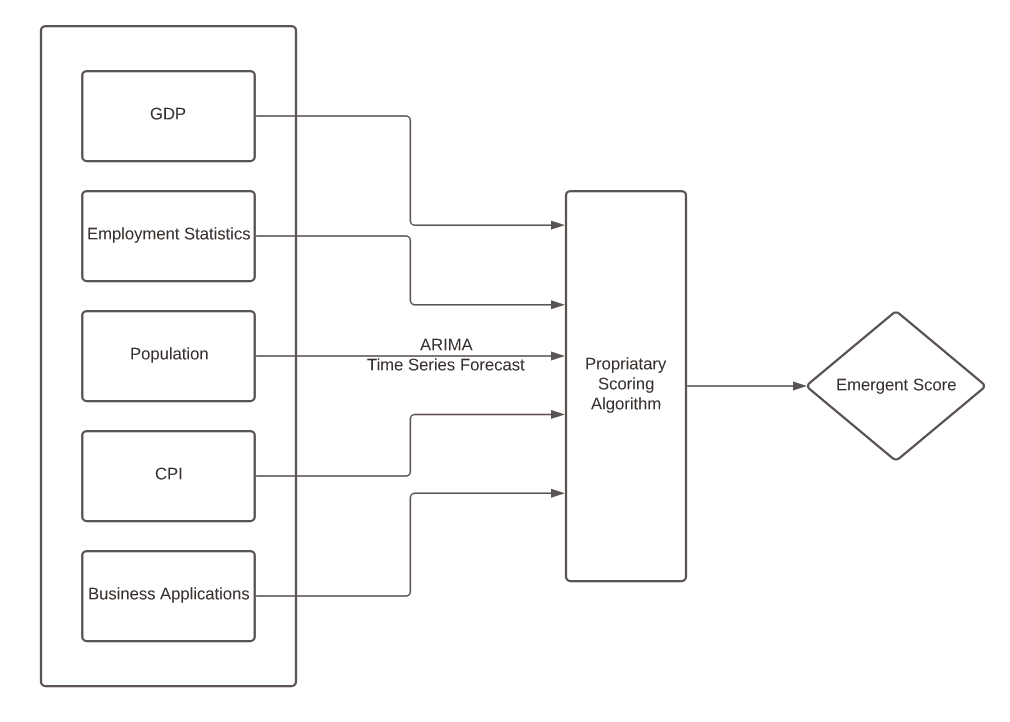 GDP
Employment Statistics
Population
CPI
Business Applications
ARIMA
Time Series Forecast
Propriatary
Scoring
Algorithm
Emergent Score